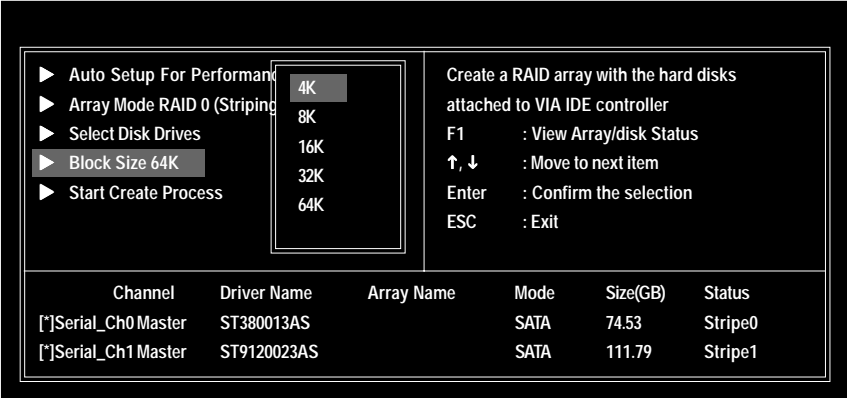 Auto Setup For Performanc
Array Mode RAID 0 (Striping
Select Disk Drives
Block Size 64K
Start Create Process
4K
8K
16K
32K
64K
Create a RAID array with the hard disks
attached to VIA IDE controller
F1 : View Array/disk Status
↑, ↓ : Move to next item
Enter : Confirm the selection
ESC : Exit
Channel Driver Name Array Name Mode Size(GB) Status
[*]Serial_Ch0 Master ST380013AS SATA 74.53 Stripe0
[*]Serial_Ch1 Master ST9120023AS SATA 111.79 Stripe1